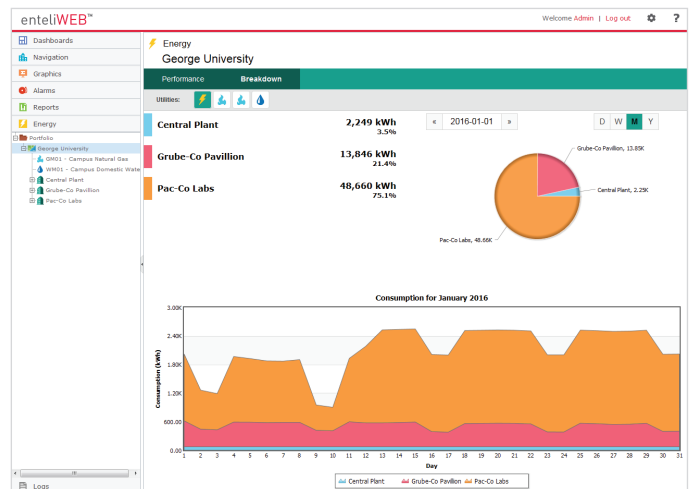 enteliWEB™
Welcome Admin | Log out ?
Dashboards
Navigation
Graphics
Alarms
Reports
Energy
Portfolio
George University
GM01 - Campus Natural Gas
WM01 - Campus Domestic Wate
Central Plant
Grube-Co Pavillion
Pac-Co Labs
Logs
Energy
George University
Performance Breakdown
Utilities:
Central Plant 2,249 kWh
3.5%
Grube-Co Pavillion 13,846 kWh
21.4%
Pac-Co Labs 48,660 kWh
75.1%
« 2016-01-01 » D W M Y
Grube-Co Pavillion, 13.85K
Central Plant, 2.25K
Pac-Co Labs, 48.66K
Consumption for January 2016
Consumption (kWh)
3.00K
2.40K
1.80K
1.20K
600.00
0.00
1 2 3 4 5 6 7 8 9 10 11 12 13 14 15 16 17 18 19 20 21 22 23 24 25 26 27 28 29 30 31
Day
Central Plant Grube-Co Pavillion Pac-Co Labs